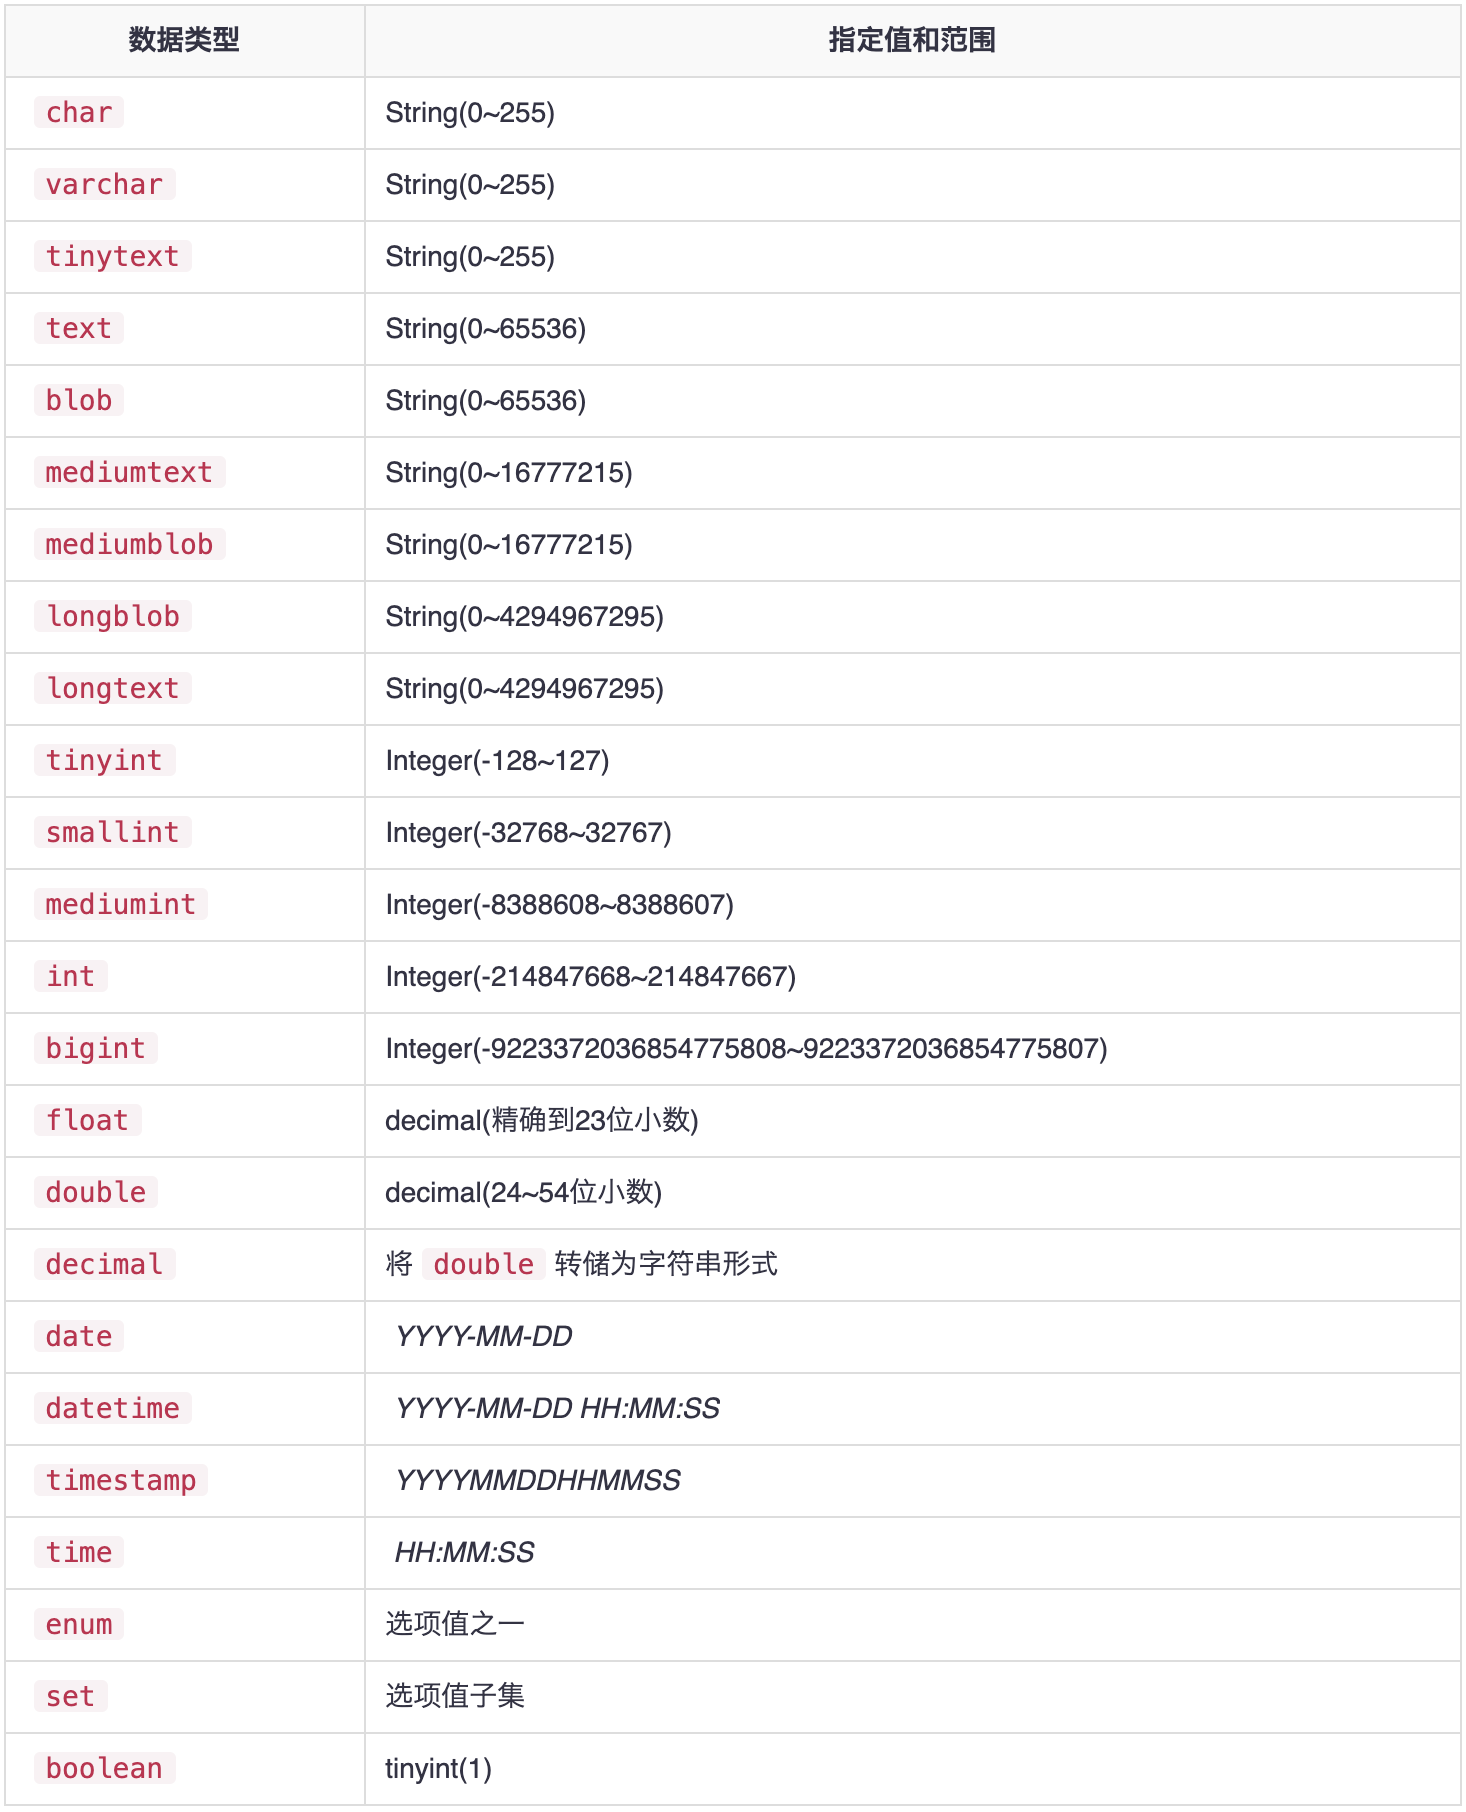 数据类型 指定值和范围
char String(0~255)
varchar String(0~255)
tinytext String(0~255)
text String(0~65536)
blob String(0~65536)
mediumtext String(0~16777215)
mediumblob String(0~16777215)
longblob String(0~4294967295)
longtext String(0~4294967295)
tinyint Integer(-128~127)
smallint Integer(-32768~32767)
mediumint Integer(-8388608~8388607)
int Integer(-214847668~214847667)
bigint Integer(-9223372036854775808~9223372036854775807)
float decimal(精确到23位小数)
double decimal(24~54位小数)
decimal 将 double 转储为字符串形式
date YYYY-MM-DD
datetime YYYY-MM-DD HH:MM:SS
timestamp YYYYMMDDHHMMSS
time HH:MM:SS
enum 选项值之一
set 选项值子集
boolean tinyint(1)